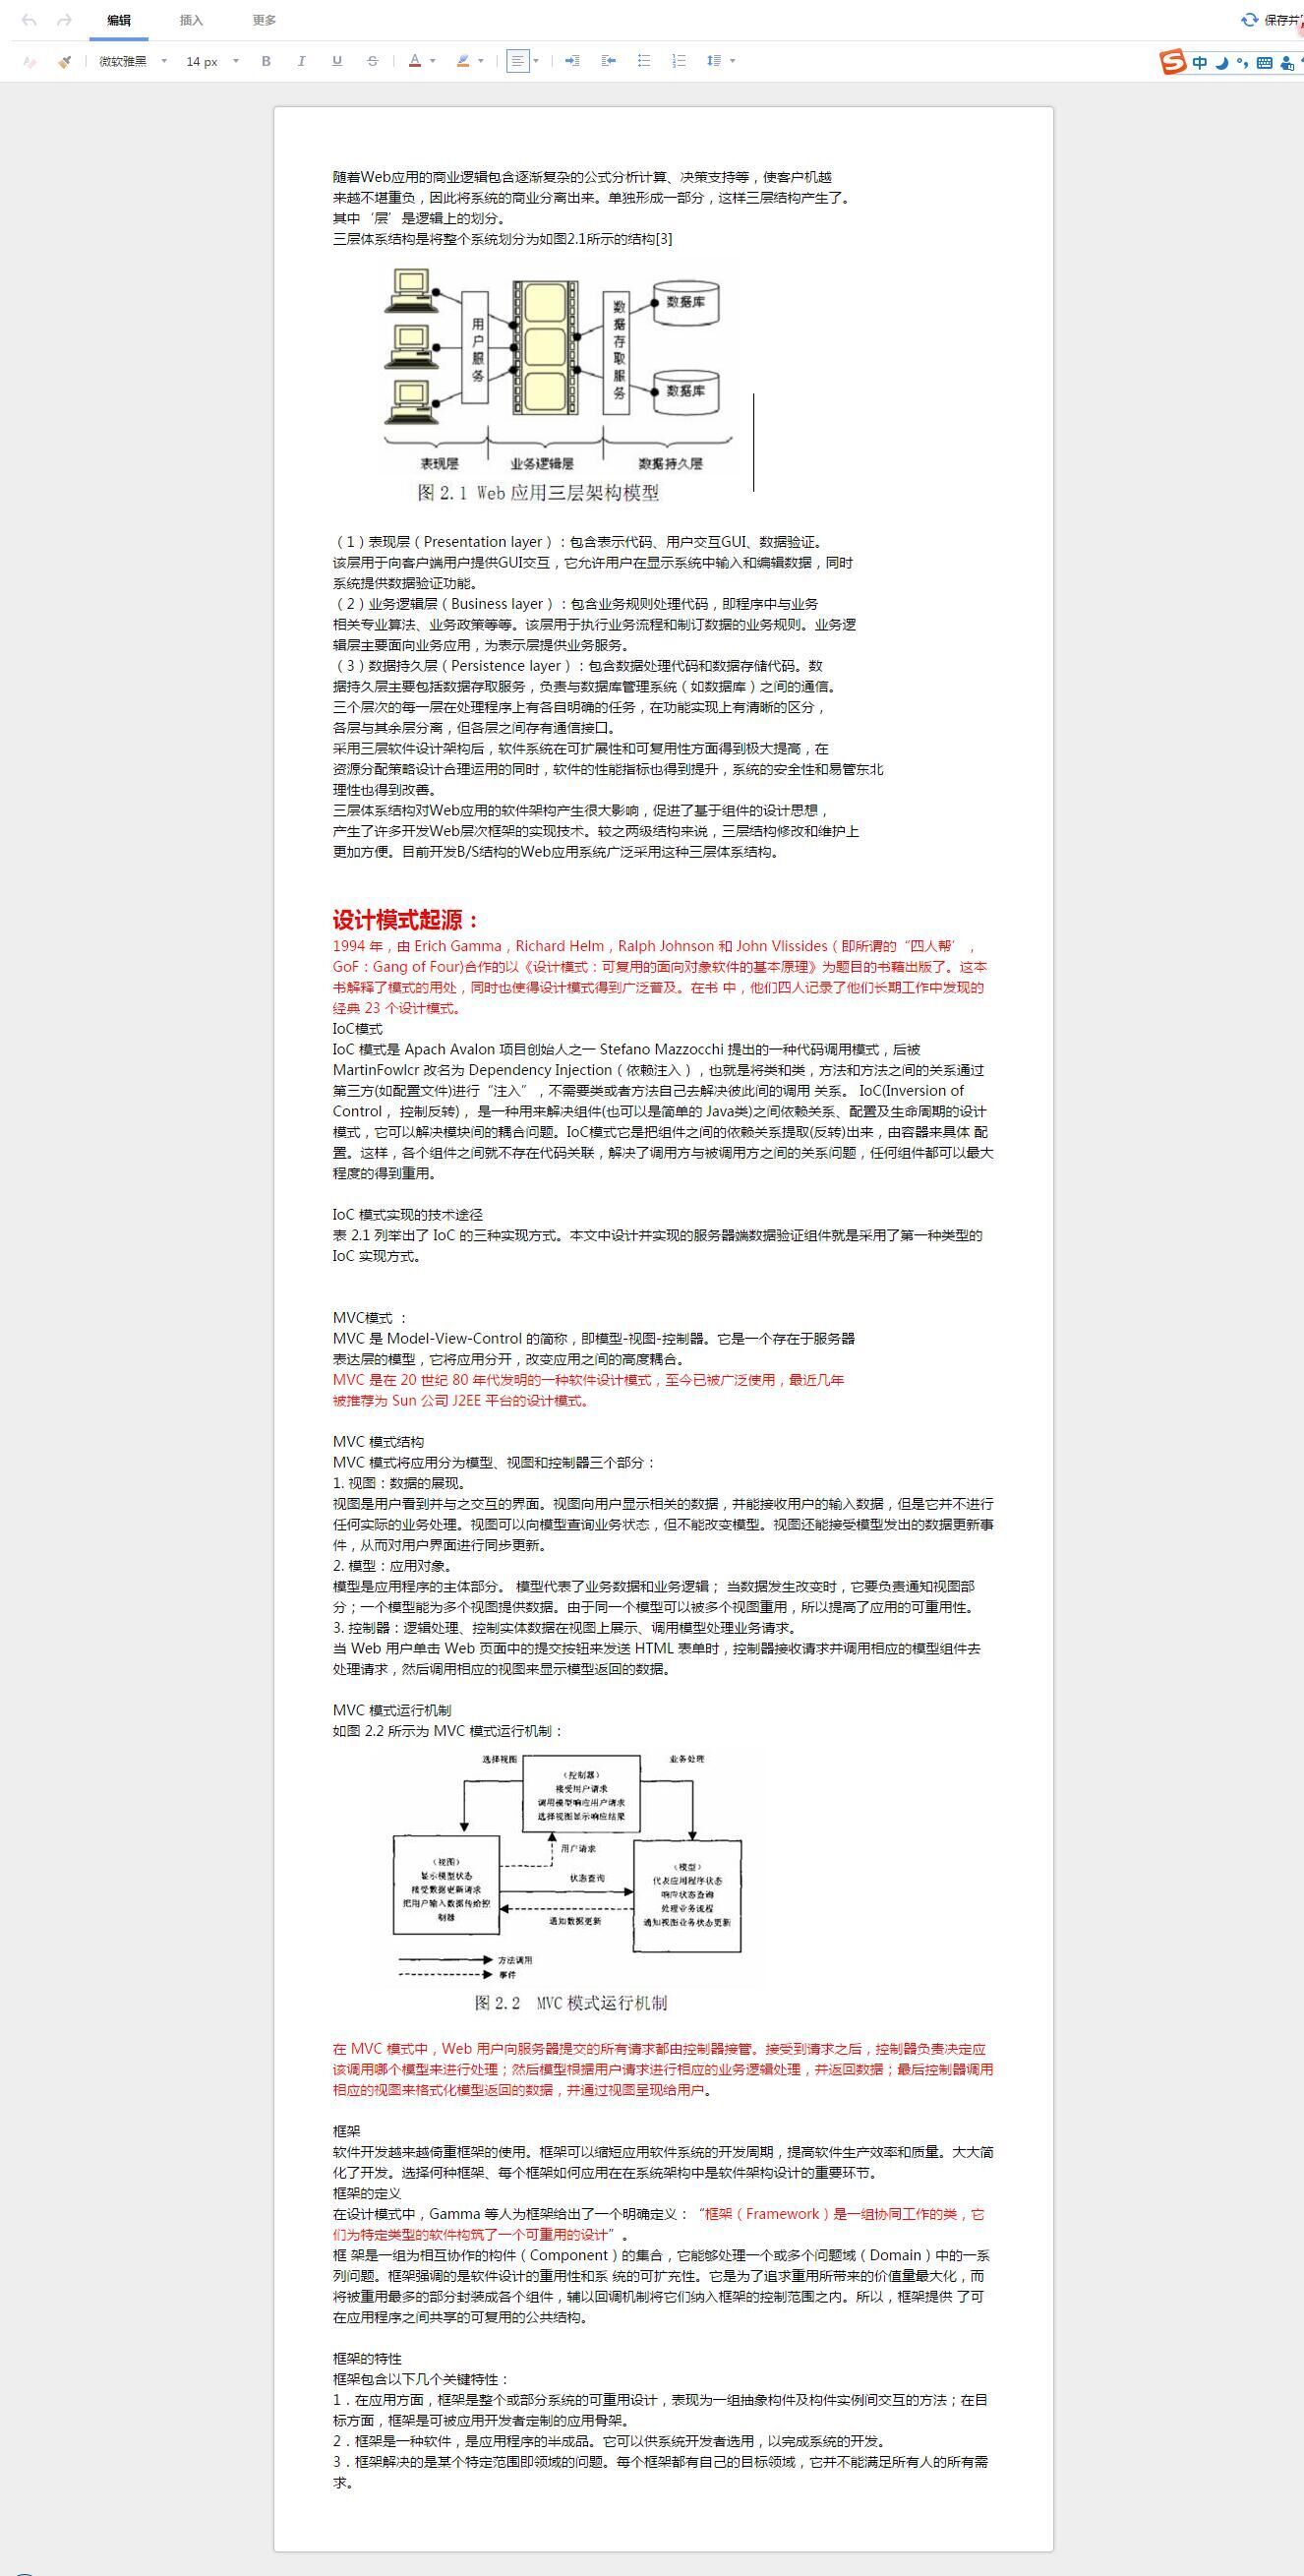 编辑
插入
更多
保存并
微软雅黑
14 px
B
I
U
S
A
中
随着Web应用的商业逻辑包含逐渐复杂的公式分析计算、决策支持等，使客户机越
来越不堪重负，因此将系统的商业分离出来。单独形成一部分，这样三层结构产生了。
其中‘层’是逻辑上的划分。
三层体系结构是将整个系统划分为如图2.1所示的结构[3]
用户服务
数据存取服务
数据库
数据库
表现层
业务逻辑层
数据持久层
图 2.1 Web 应用三层架构模型
（1）表现层（Presentation layer）：包含表示代码、用户交互GUI、数据验证。
该层用于向客户端用户提供GUI交互，它允许用户在显示系统中输入和编辑数据，同时
系统提供数据验证功能。
（2）业务逻辑层（Business layer）：包含业务规则处理代码，即程序中与业务
相关专业算法、业务政策等等。该层用于执行业务流程和制订数据的业务规则。业务逻
辑层主要面向业务应用，为表示层提供业务服务。
（3）数据持久层（Persistence layer）：包含数据处理代码和数据存储代码。数
据持久层主要包括数据存取服务，负责与数据库管理系统（如数据库）之间的通信。
三个层次的每一层在处理程序上有各自明确的任务，在功能实现上有清晰的区分，
各层与其余层分离，但各层之间存有通信接口。
采用三层软件设计架构后，软件系统在可扩展性和可复用性方面得到极大提高，在
资源分配策略设计合理运用的同时，软件的性能指标也得到提升，系统的安全性和易管东北
理性也得到改善。
三层体系结构对Web应用的软件架构产生很大影响，促进了基于组件的设计思想，
产生了许多开发Web层次框架的实现技术。较之两级结构来说，三层结构修改和维护上
更加方便。目前开发B/S结构的Web应用系统广泛采用这种三层体系结构。
设计模式起源：
1994 年，由 Erich Gamma，Richard Helm，Ralph Johnson 和 John Vlissides（即所谓的“四人帮’，
GoF：Gang of Four)合作的以《设计模式：可复用的面向对象软件的基本原理》为题目的书籍出版了。这本
书解释了模式的用处，同时也使得设计模式得到广泛普及。在书 中，他们四人记录了他们长期工作中发现的
经典 23 个设计模式。
IoC模式
IoC 模式是 Apach Avalon 项目创始人之一 Stefano Mazzocchi 提出的一种代码调用模式，后被
MartinFowlcr 改名为 Dependency Injection（依赖注入），也就是将类和类，方法和方法之间的关系通过
第三方(如配置文件)进行“注入”，不需要类或者方法自己去解决彼此间的调用 关系。 IoC(Inversion of
Control， 控制反转)， 是一种用来解决组件(也可以是简单的 Java类)之间依赖关系、配置及生命周期的设计
模式，它可以解决模块间的耦合问题。IoC模式它是把组件之间的依赖关系提取(反转)出来，由容器来具体 配
置。这样，各个组件之间就不存在代码关联，解决了调用方与被调用方之间的关系问题，任何组件都可以最大
程度的得到重用。
IoC 模式实现的技术途径
表 2.1 列举出了 IoC 的三种实现方式。本文中设计并实现的服务器端数据验证组件就是采用了第一种类型的
IoC 实现方式。
MVC模式 ：
MVC 是 Model-View-Control 的简称，即模型-视图-控制器。它是一个存在于服务器
表达层的模型，它将应用分开，改变应用之间的高度耦合。
MVC 是在 20 世纪 80 年代发明的一种软件设计模式，至今已被广泛使用，最近几年
被推荐为 Sun 公司 J2EE 平台的设计模式。
MVC 模式结构
MVC 模式将应用分为模型、视图和控制器三个部分：
1. 视图：数据的展现。
视图是用户看到并与之交互的界面。视图向用户显示相关的数据，并能接收用户的输入数据，但是它并不进行
任何实际的业务处理。视图可以向模型查询业务状态，但不能改变模型。视图还能接受模型发出的数据更新事
件，从而对用户界面进行同步更新。
2. 模型：应用对象。
模型是应用程序的主体部分。 模型代表了业务数据和业务逻辑； 当数据发生改变时，它要负责通知视图部
分；一个模型能为多个视图提供数据。由于同一个模型可以被多个视图重用，所以提高了应用的可重用性。
3. 控制器：逻辑处理、控制实体数据在视图上展示、调用模型处理业务请求。
当 Web 用户单击 Web 页面中的提交按钮来发送 HTML 表单时，控制器接收请求并调用相应的模型组件去
处理请求，然后调用相应的视图来显示模型返回的数据。
MVC 模式运行机制
如图 2.2 所示为 MVC 模式运行机制：
选择视图
业务处理
（控制器）
接受用户请求
调用模型响应用户请求
选择视图显示响应结果
用户请求
（视图）
显示模型状态
接受数据更新请求
把用户输入数据传给控
制器
状态查询
通知数据更新
（模型）
代表应用程序状态
响应状态查询
处理业务流程
通知视图业务状态更新
方法调用
事件
图 2.2 MVC 模式运行机制
在 MVC 模式中，Web 用户向服务器提交的所有请求都由控制器接管。接受到请求之后，控制器负责决定应
该调用哪个模型来进行处理；然后模型根据用户请求进行相应的业务逻辑处理，并返回数据；最后控制器调用
相应的视图来格式化模型返回的数据，并通过视图呈现给用户。
框架
软件开发越来越倚重框架的使用。框架可以缩短应用软件系统的开发周期，提高软件生产效率和质量。大大简
化了开发。选择何种框架、每个框架如何应用在在系统架构中是软件架构设计的重要环节。
框架的定义
在设计模式中，Gamma 等人为框架给出了一个明确定义：“框架（Framework）是一组协同工作的类，它
们为特定类型的软件构筑了一个可重用的设计”。
框 架是一组为相互协作的构件（Component）的集合，它能够处理一个或多个问题域（Domain）中的一系
列问题。框架强调的是软件设计的重用性和系 统的可扩充性。它是为了追求重用所带来的价值量最大化，而
将被重用最多的部分封装成各个组件，辅以回调机制将它们纳入框架的控制范围之内。所以，框架提供 了可
在应用程序之间共享的可复用的公共结构。
框架的特性
框架包含以下几个关键特性：
1．在应用方面，框架是整个或部分系统的可重用设计，表现为一组抽象构件及构件实例间交互的方法；在目
标方面，框架是可被应用开发者定制的应用骨架。
2．框架是一种软件，是应用程序的半成品。它可以供系统开发者选用，以完成系统的开发。
3．框架解决的是某个特定范围即领域的问题。每个框架都有自己的目标领域，它并不能满足所有人的所有需
求。